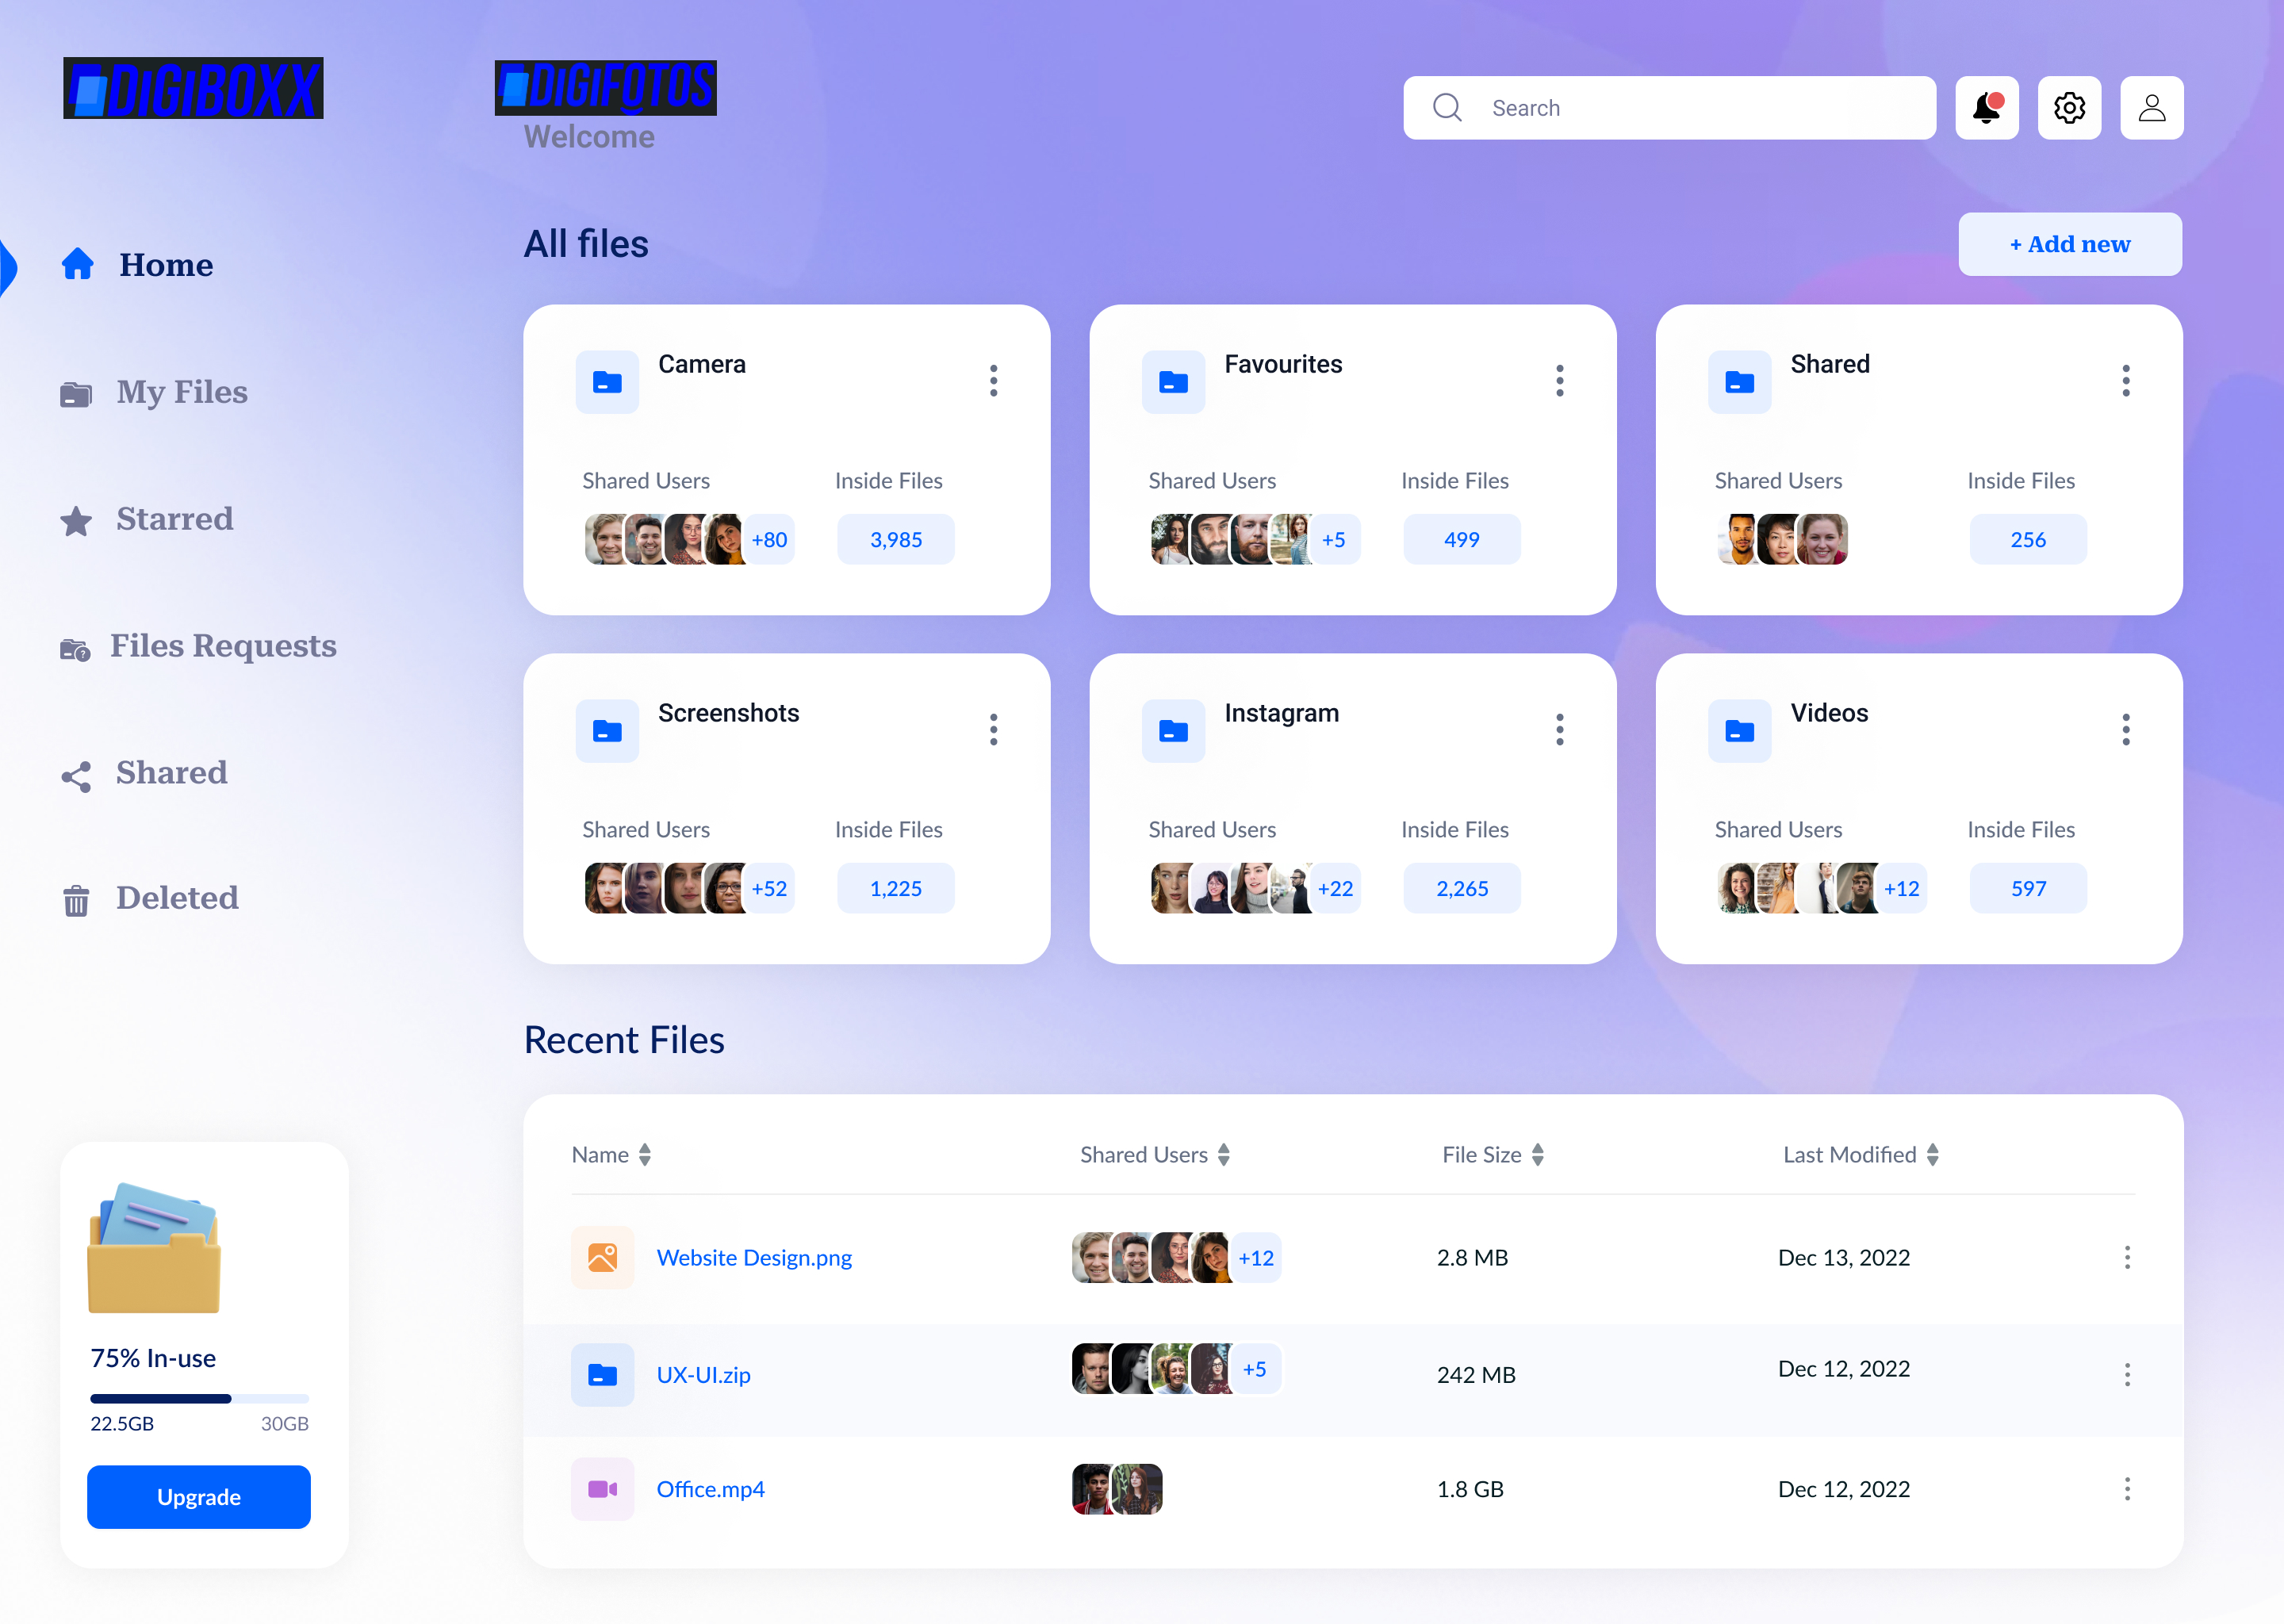 DiGiBOXX
DiGiFOTOS
Welcome
Search
Home
My Files
Starred
Files Requests
Shared
Deleted
75% In-use
22.5GB 30GB
Upgrade
All files
+ Add new
Camera
Shared Users Inside Files
+80 3,985
Favourites
Shared Users Inside Files
+5 499
Shared
Shared Users Inside Files
256
Screenshots
Shared Users Inside Files
+52 1,225
Instagram
Shared Users Inside Files
+22 2,265
Videos
Shared Users Inside Files
+12 597
Recent Files
Name Shared Users File Size Last Modified
Website Design.png +12 2.8 MB Dec 13, 2022
UX-UI.zip +5 242 MB Dec 12, 2022
Office.mp4 1.8 GB Dec 12, 2022